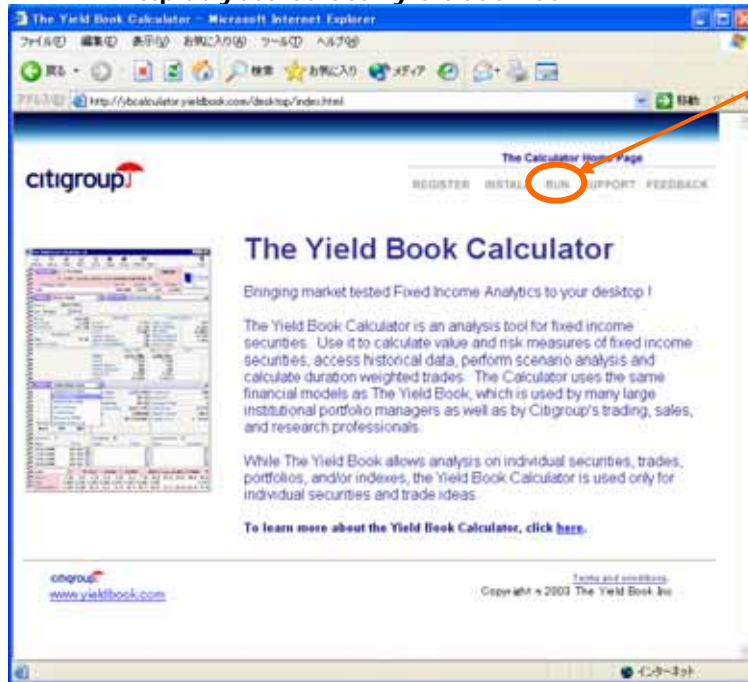 The Yield Book Calculator - Microsoft Internet Explorer
ファイル(F) 編集(E) 表示(V) お気に入り(A) ツール(T) ヘルプ(H)
戻る 検索 お気に入り メディア
http://ybcalculator.yieldbook.com/desktop/index.html 移動
The Calculator Home Page
citigroup
REGISTER INSTALL RUN SUPPORT FEEDBACK
The Yield Book Calculator
Bringing market tested Fixed Income Analytics to your desktop !
The Yield Book Calculator is an analysis tool for fixed income
securities. Use it to calculate value and risk measures of fixed income
securities, access historical data, perform scenario analysis and
calculate duration weighted trades. The Calculator uses the same
financial models as The Yield Book, which is used by many large
institutional portfolio managers as well as by Citigroup's trading, sales,
and research professionals.
While The Yield Book allows analysis on individual securities, trades,
portfolios, and/or indexes, the Yield Book Calculator is used only for
individual securities and trade ideas.
To learn more about the Yield Book Calculator, click here.
citigroup
www.yieldbook.com
Terms and conditions.
Copyright © 2003 The Yield Book Inc
インターネット